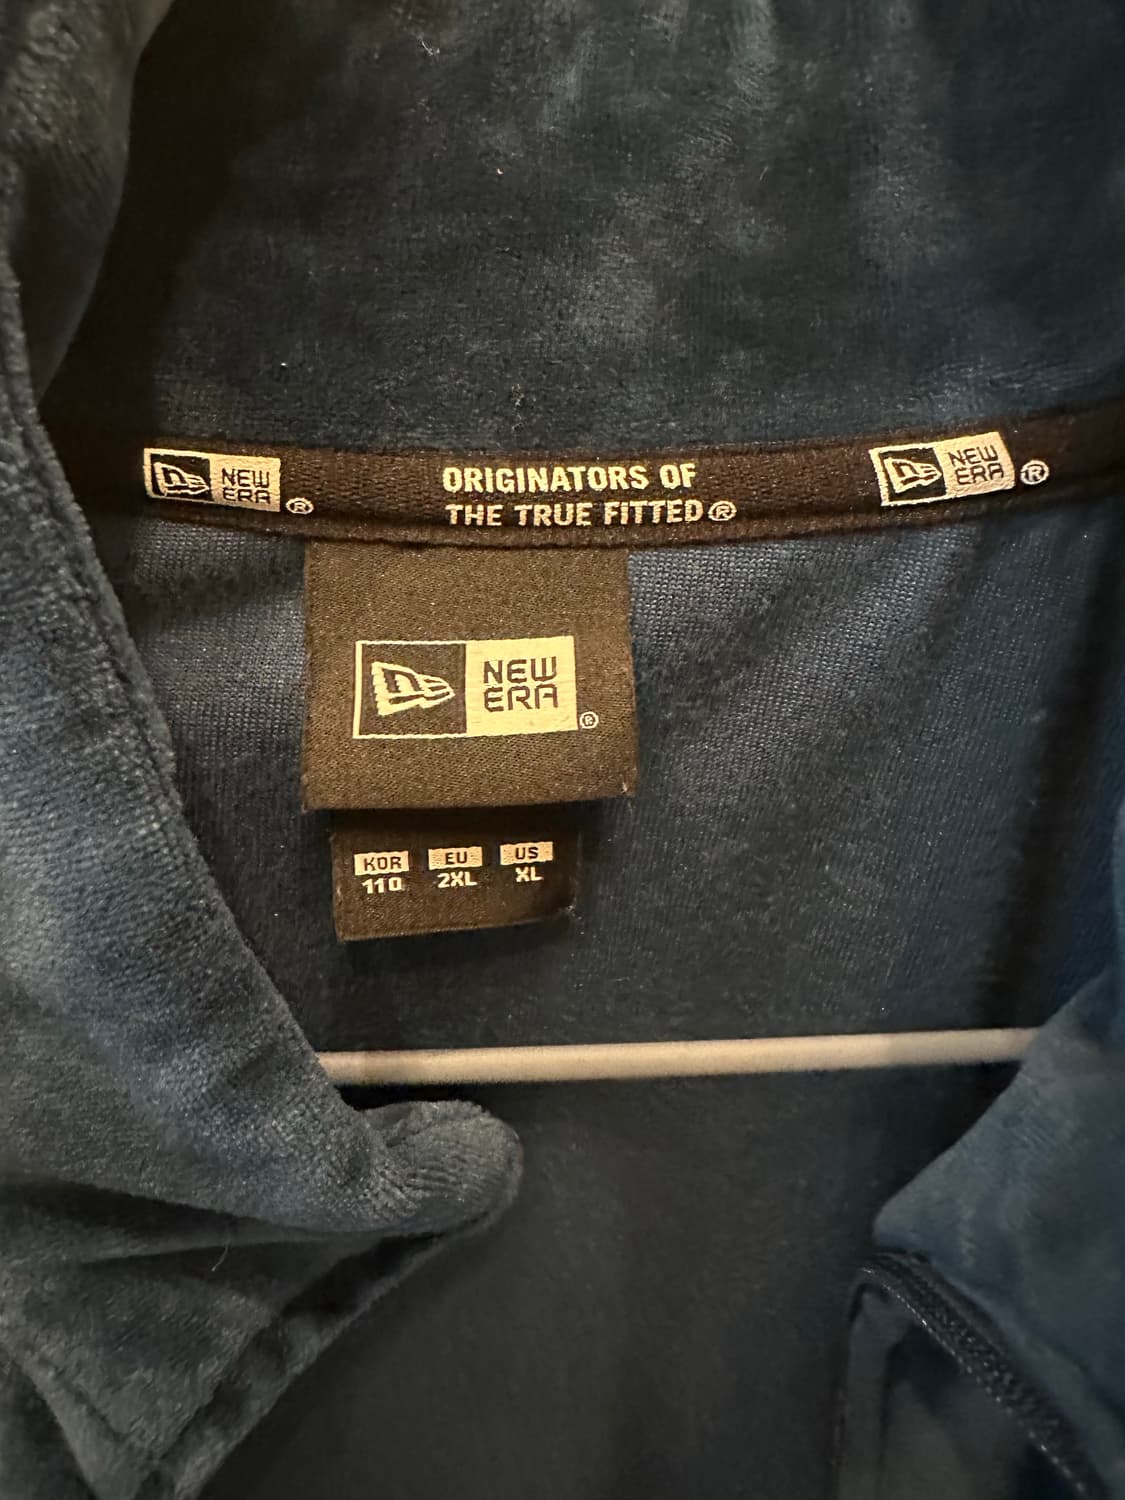 NEW ERA ®
ORIGINATORS OF
THE TRUE FITTED ®
NEW ERA ®
NEW
ERA ®
KOR EU US
110 2XL XL